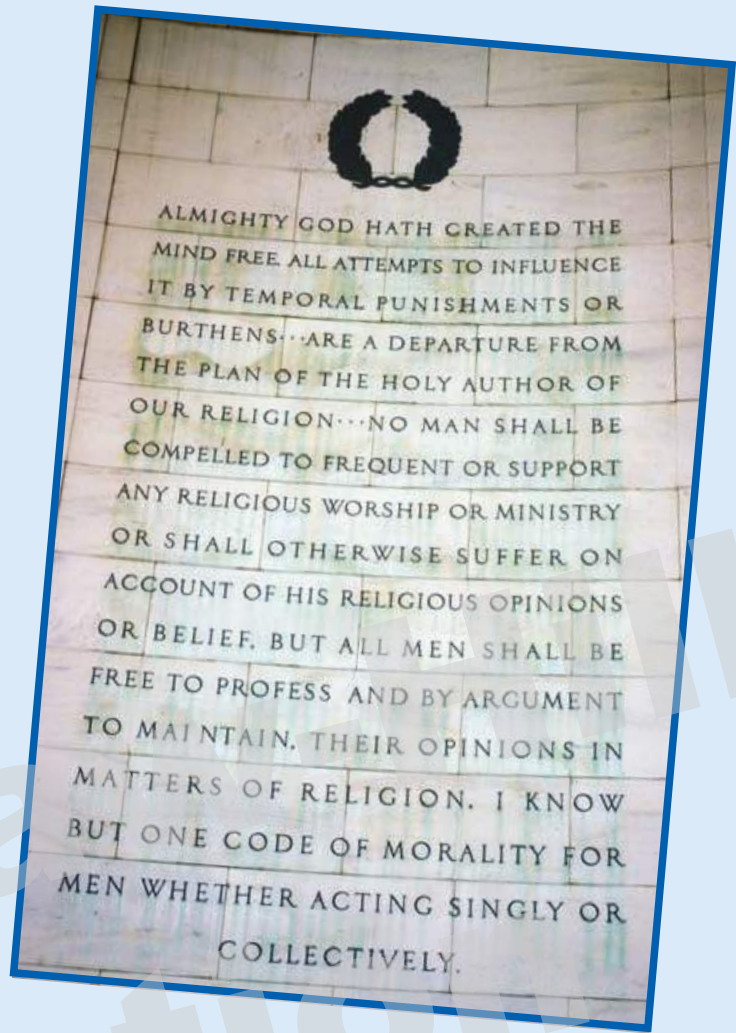 ALMIGHTY GOD HATH CREATED THE
MIND FREE. ALL ATTEMPTS TO INFLUENCE
IT BY TEMPORAL PUNISHMENTS OR
BURTHENS···ARE A DEPARTURE FROM
THE PLAN OF THE HOLY AUTHOR OF
OUR RELIGION···NO MAN SHALL BE
COMPELLED TO FREQUENT OR SUPPORT
ANY RELIGIOUS WORSHIP OR MINISTRY
OR SHALL OTHERWISE SUFFER ON
ACCOUNT OF HIS RELIGIOUS OPINIONS
OR BELIEF. BUT ALL MEN SHALL BE
FREE TO PROFESS AND BY ARGUMENT
TO MAINTAIN, THEIR OPINIONS IN
MATTERS OF RELIGION. I KNOW
BUT ONE CODE OF MORALITY FOR
MEN WHETHER ACTING SINGLY OR
COLLECTIVELY.